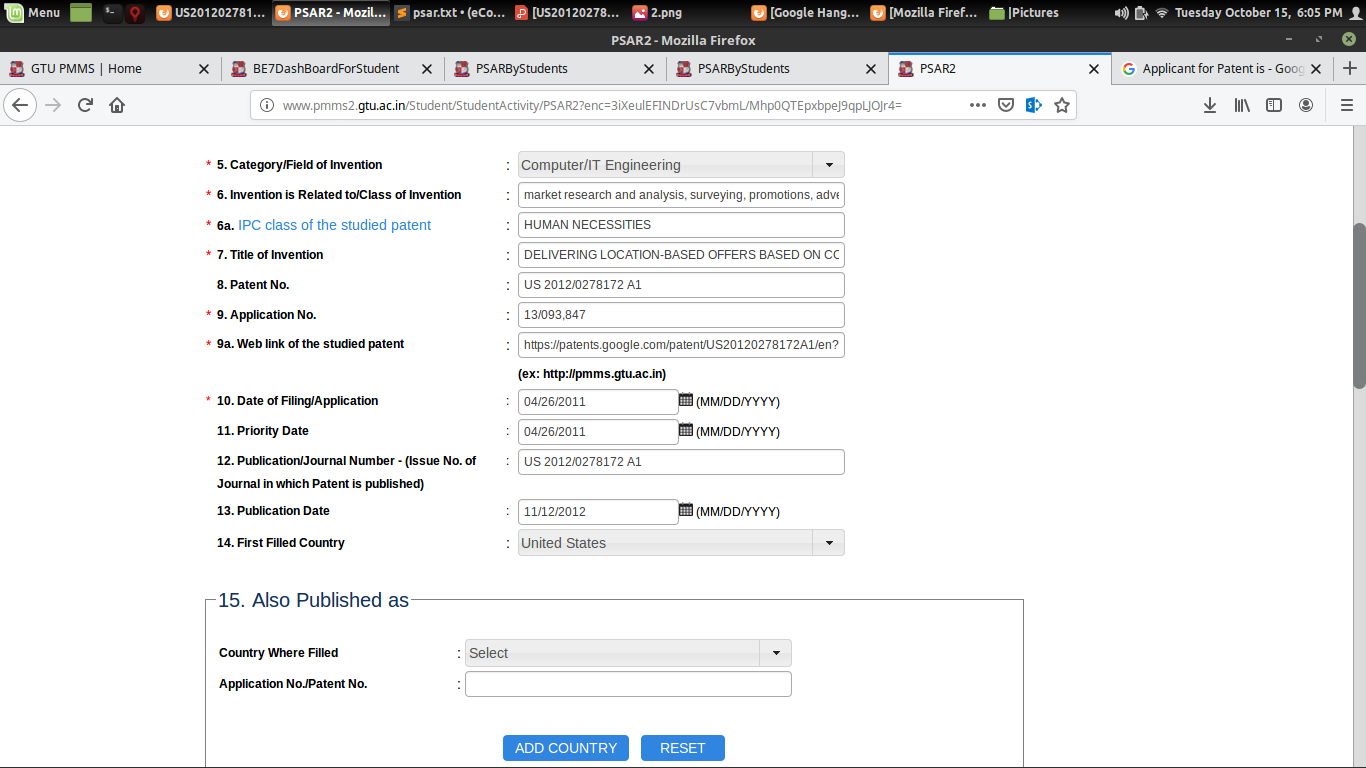 Menu US201202781... PSAR2 - Mozil... psar.txt • (eCo... [US20120278... 2.png [Google Hang... [Mozilla Firef... |Pictures Tuesday October 15, 6:05 PM
PSAR2 - Mozilla Firefox
GTU PMMS | Home BE7DashBoardForStudent PSARByStudents PSARByStudents PSAR2 Applicant for Patent is - Goog
www.pmms2.gtu.ac.in/Student/StudentActivity/PSAR2?enc=3iXeulEFINDrUsC7vbmL/Mhp0QTEpxbpeJ9qpLJOJr4=
* 5. Category/Field of Invention : Computer/IT Engineering
* 6. Invention is Related to/Class of Invention : market research and analysis, surveying, promotions, adve
* 6a. IPC class of the studied patent : HUMAN NECESSITIES
* 7. Title of Invention : DELIVERING LOCATION-BASED OFFERS BASED ON CO
8. Patent No. : US 2012/0278172 A1
* 9. Application No. : 13/093,847
* 9a. Web link of the studied patent : https://patents.google.com/patent/US20120278172A1/en?
(ex: http://pmms.gtu.ac.in)
* 10. Date of Filing/Application : 04/26/2011 (MM/DD/YYYY)
11. Priority Date : 04/26/2011 (MM/DD/YYYY)
12. Publication/Journal Number - (Issue No. of : US 2012/0278172 A1
Journal in which Patent is published)
13. Publication Date : 11/12/2012 (MM/DD/YYYY)
14. First Filled Country : United States
15. Also Published as
Country Where Filled : Select
Application No./Patent No. :
ADD COUNTRY RESET